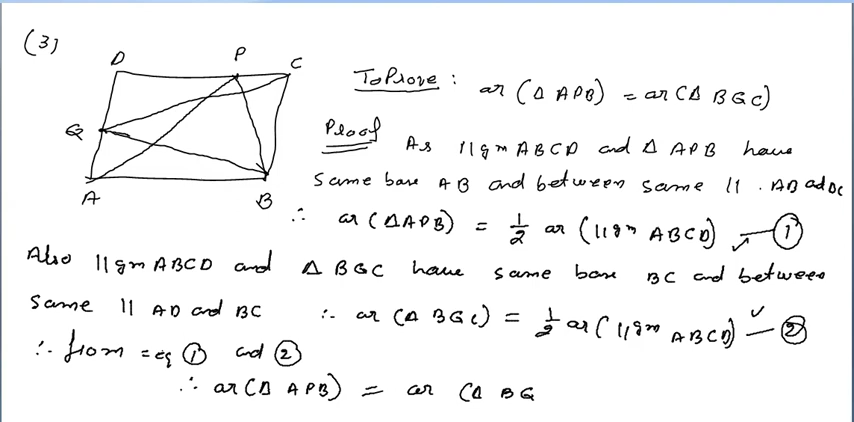 (3)
D P C
Q
A B
To Prove : ar (Δ APB) = ar (Δ BQC)
Proof As ||gm ABCD and Δ APB have
same base AB and between same || . AB and DC
∴ ar (ΔAPB) = 1/2 ar (||gm ABCD) — ①
Also ||gm ABCD and Δ BQC have same base BC and between
same || AD and BC ∴ ar (Δ BQC) = 1/2 ar (||gm ABCD) — ②
∴ from = eq ① and ②
∴ ar (Δ APB) = ar (Δ BQ